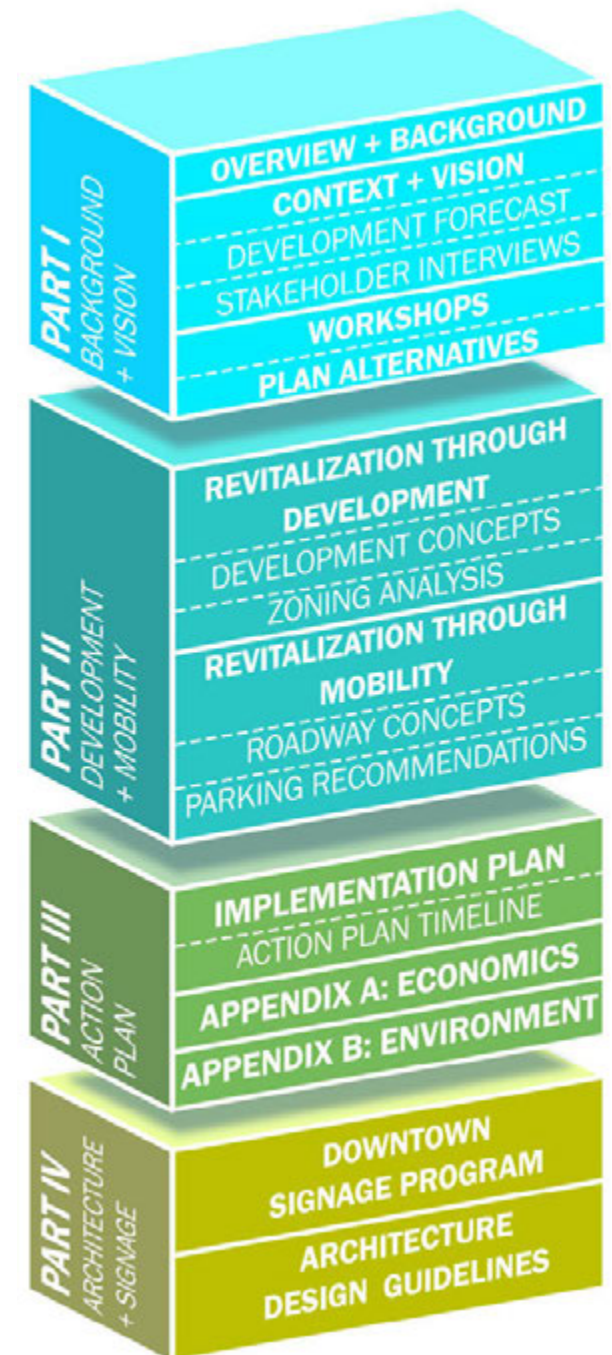 PART I
BACKGROUND
+ VISION
OVERVIEW + BACKGROUND
CONTEXT + VISION
DEVELOPMENT FORECAST
STAKEHOLDER INTERVIEWS
WORKSHOPS
PLAN ALTERNATIVES
PART II
DEVELOPMENT
+ MOBILITY
REVITALIZATION THROUGH
DEVELOPMENT
DEVELOPMENT CONCEPTS
ZONING ANALYSIS
REVITALIZATION THROUGH
MOBILITY
ROADWAY CONCEPTS
PARKING RECOMMENDATIONS
PART III
ACTION
PLAN
IMPLEMENTATION PLAN
ACTION PLAN TIMELINE
APPENDIX A: ECONOMICS
APPENDIX B: ENVIRONMENT
PART IV
ARCHITECTURE
+ SIGNAGE
DOWNTOWN
SIGNAGE PROGRAM
ARCHITECTURE
DESIGN GUIDELINES